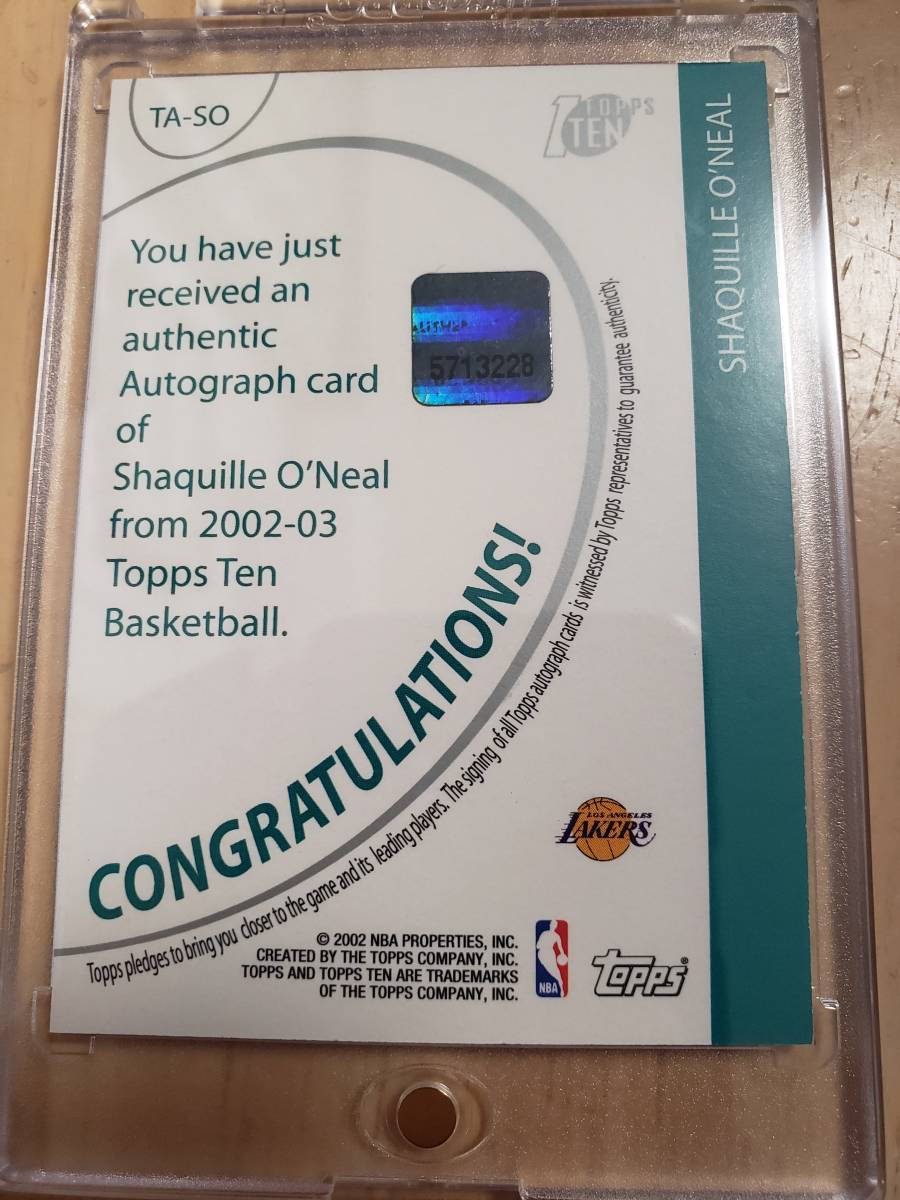 TA-SO
1 TOPPS
TEN
SHAQUILLE O'NEAL
You have just
received an
authentic
Autograph card
of
Shaquille O'Neal
from 2002-03
Topps Ten
Basketball.
5713228
CONGRATULATIONS!
Topps pledges to bring you closer to the game and its leading players. The signing of all Topps autograph cards is witnessed by Topps representatives to guarantee authenticity.
LOS ANGELES
LAKERS
© 2002 NBA PROPERTIES, INC.
CREATED BY THE TOPPS COMPANY, INC.
TOPPS AND TOPPS TEN ARE TRADEMARKS
OF THE TOPPS COMPANY, INC.
NBA
Topps®